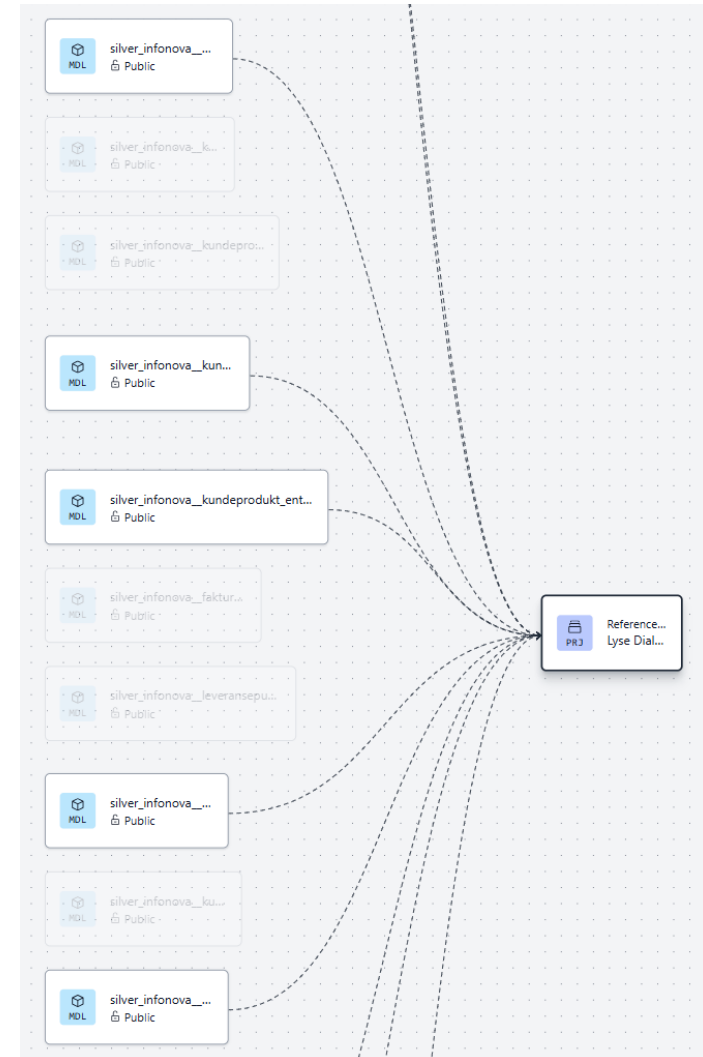 silver_infonova__...
MDL
Public
silver_infonova__k...
MDL
Public
silver_infonova__kundepro...
MDL
Public
silver_infonova__kun...
MDL
Public
silver_infonova__kundeprodukt_ent...
MDL
Public
silver_infonova__faktur...
MDL
Public
Reference...
PRJ
Lyse Dial...
silver_infonova__leveransepu...
MDL
Public
silver_infonova__...
MDL
Public
silver_infonova__ku...
MDL
Public
silver_infonova__...
MDL
Public